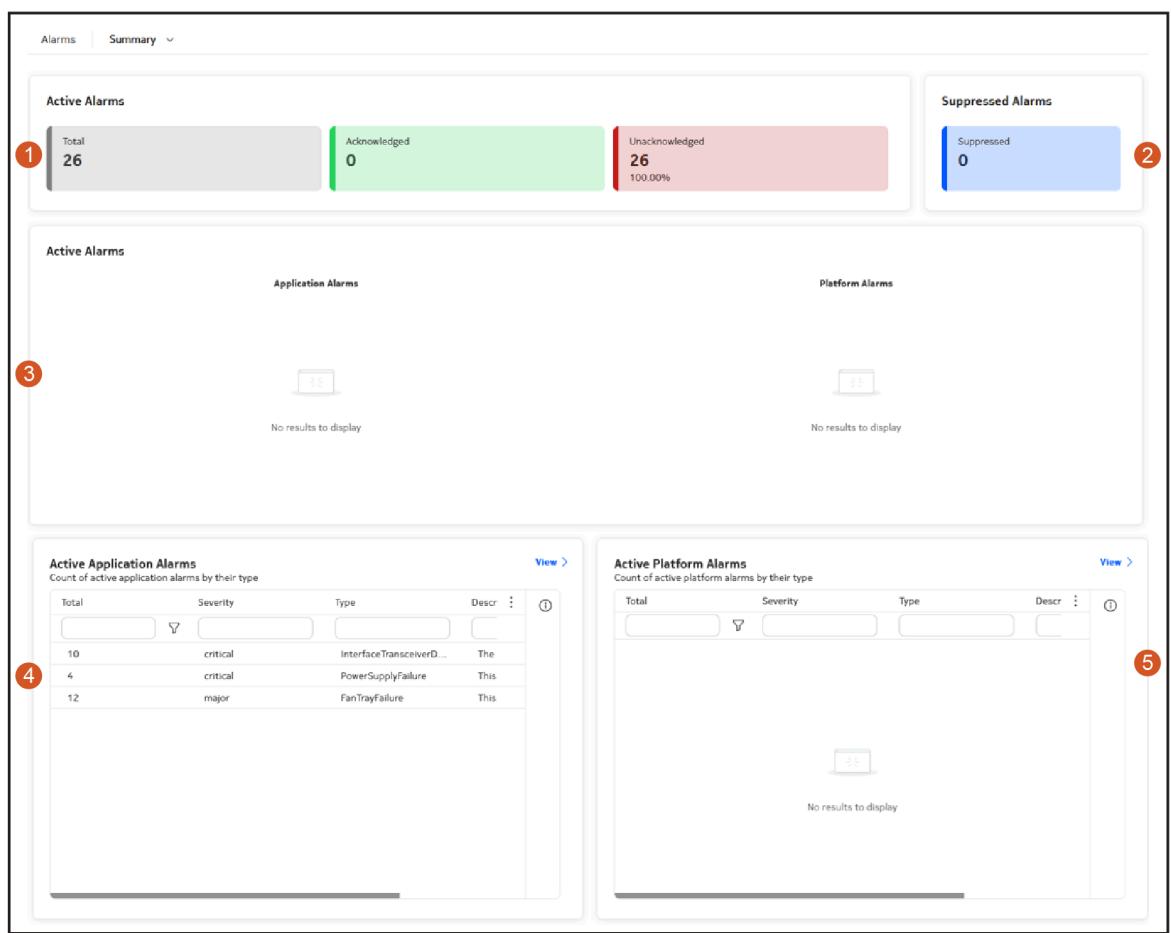 Alarms Summary
Active Alarms
1
Total
26
Acknowledged
0
Unacknowledged
26
100.00%
Suppressed Alarms
Suppressed
0
2
Active Alarms
3
Application Alarms
No results to display
Platform Alarms
No results to display
Active Application Alarms View
Count of active application alarms by their type
4
Total Severity Type Descr
10 critical InterfaceTransceiverD... The
4 critical PowerSupplyFailure This
12 major FanTrayFailure This
Active Platform Alarms View
Count of active platform alarms by their type
Total Severity Type Descr
5
No results to display